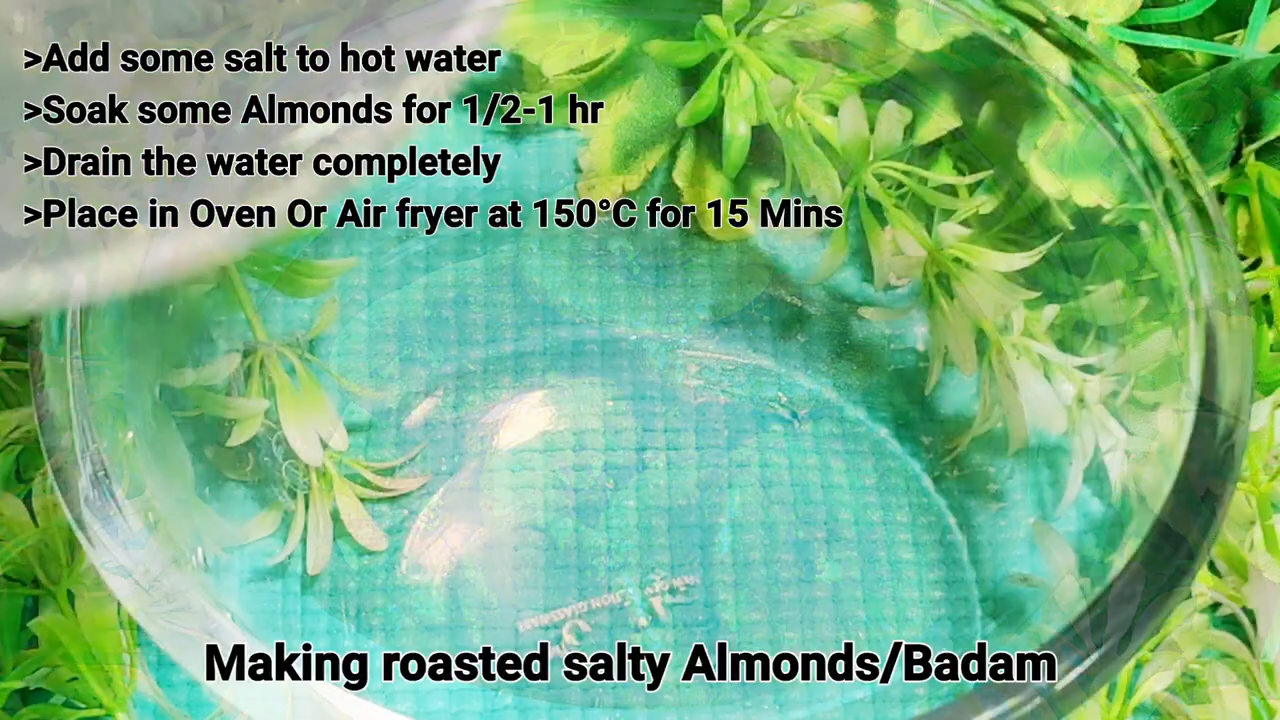 >Add some salt to hot water
>Soak some Almonds for 1/2-1 hr
>Drain the water completely
>Place in Oven Or Air fryer at 150°C for 15 Mins
Making roasted salty Almonds/Badam